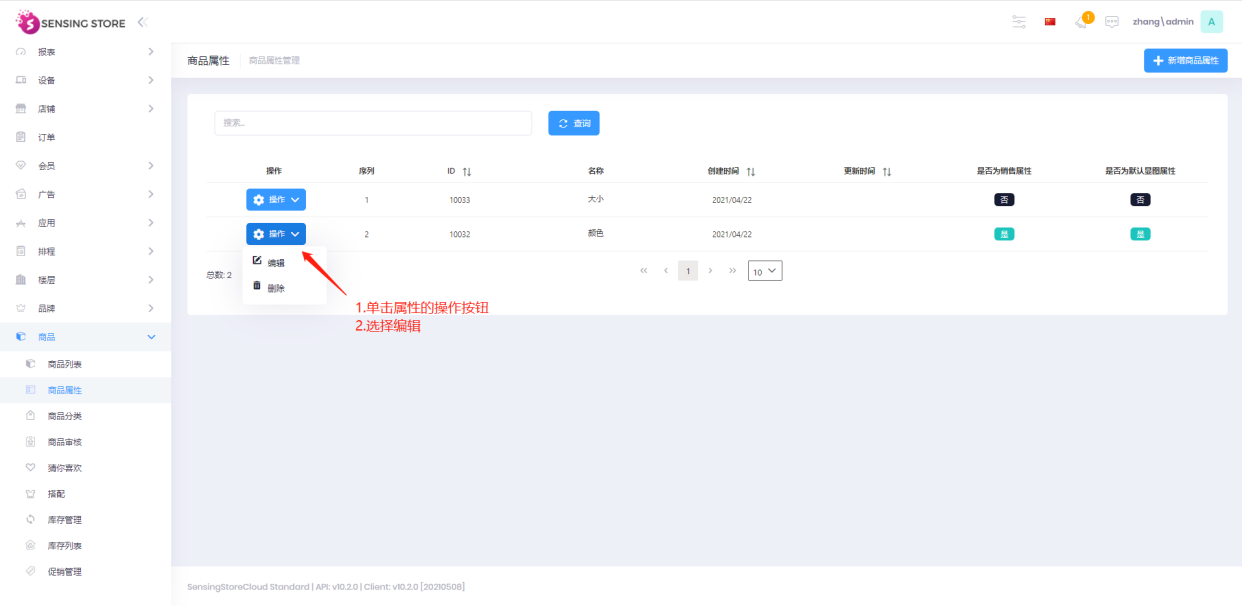 SENSING STORE
1
zhang\admin
A
报表
设备
店铺
订单
会员
广告
应用
排程
楼层
品牌
商品
商品列表
商品属性
商品分类
商品审核
猜你喜欢
搭配
库存管理
库存列表
促销管理
商品属性
商品属性管理
新增商品属性
搜索...
查询
操作 序列 ID 名称 创建时间 更新时间 是否为销售属性 是否为默认显图属性
操作 1 10033 大小 2021/04/22 否 否
操作 2 10032 颜色 2021/04/22 是 是
编辑
删除
总数: 2
1
10
1.单击属性的操作按钮
2.选择编辑
SensingStoreCloud Standard | API: v10.2.0 | Client: v10.2.0 [20210508]